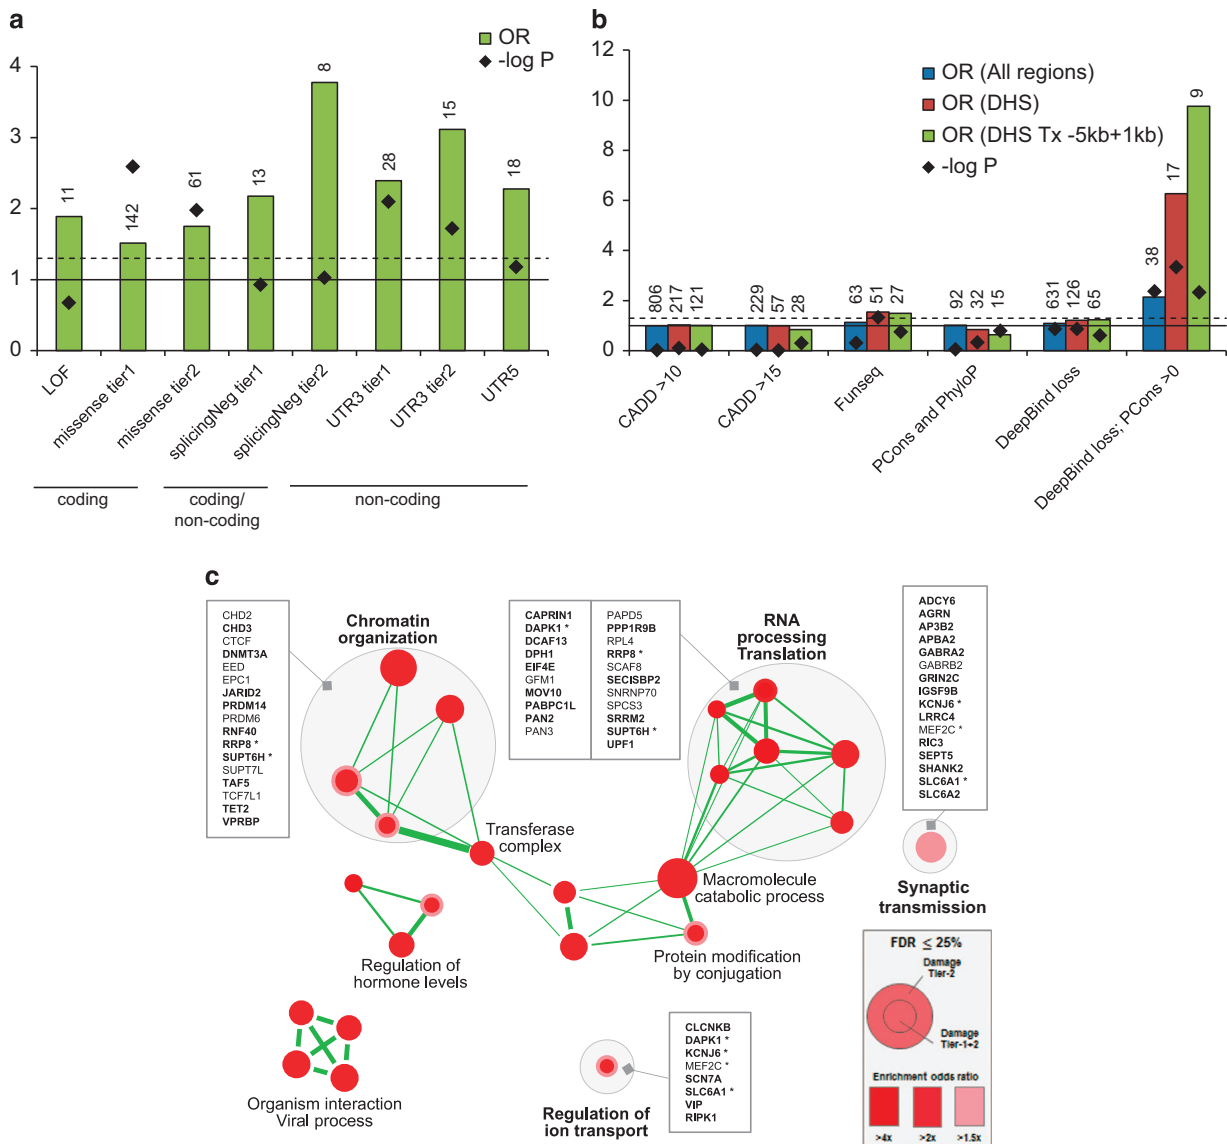 a
OR
-log P
4
3
2
1
0
11
142
61
13
8
28
15
18
LOF
missense tier1
missense tier2
splicingNeg tier1
splicingNeg tier2
UTR3 tier1
UTR3 tier2
UTR5
coding
coding/
non-coding
non-coding
b
OR (All regions)
OR (DHS)
OR (DHS Tx -5kb+1kb)
-log P
12
10
8
6
4
2
0
806
217
121
229
57
28
63
51
27
92
32
15
631
126
65
38
17
9
CADD >10
CADD >15
Funseq
PCons and PhyloP
DeepBind loss
DeepBind loss; PCons >0
c
CHD2
CHD3
CTCF
DNMT3A
EED
EPC1
JARID2
PRDM14
PRDM6
RNF40
RRP8 *
SUPT6H *
SUPT7L
TAF5
TCF7L1
TET2
VPRBP
Chromatin
organization
CAPRIN1
DAPK1 *
DCAF13
DPH1
EIF4E
GFM1
MOV10
PABPC1L
PAN2
PAN3
PAPD5
PPP1R9B
RPL4
RRP8 *
SCAF8
SECISBP2
SNRNP70
SPCS3
SRRM2
SUPT6H *
UPF1
RNA
processing
Translation
ADCY6
AGRN
AP3B2
APBA2
GABRA2
GABRB2
GRIN2C
IGSF9B
KCNJ6 *
LRRC4
MEF2C *
RIC3
SEPT5
SHANK2
SLC6A1 *
SLC6A2
Transferase
complex
Macromolecule
catabolic process
Synaptic
transmission
Regulation of
hormone levels
Protein modification
by conjugation
Organism interaction
Viral process
Regulation of
ion transport
CLCNKB
DAPK1 *
KCNJ6 *
MEF2C *
SCN7A
SLC6A1 *
VIP
RIPK1
FDR ≤ 25%
Damage
Tier-2
Damage
Tier-1+2
Enrichment odds ratio
>4x
>2x
>1.5x